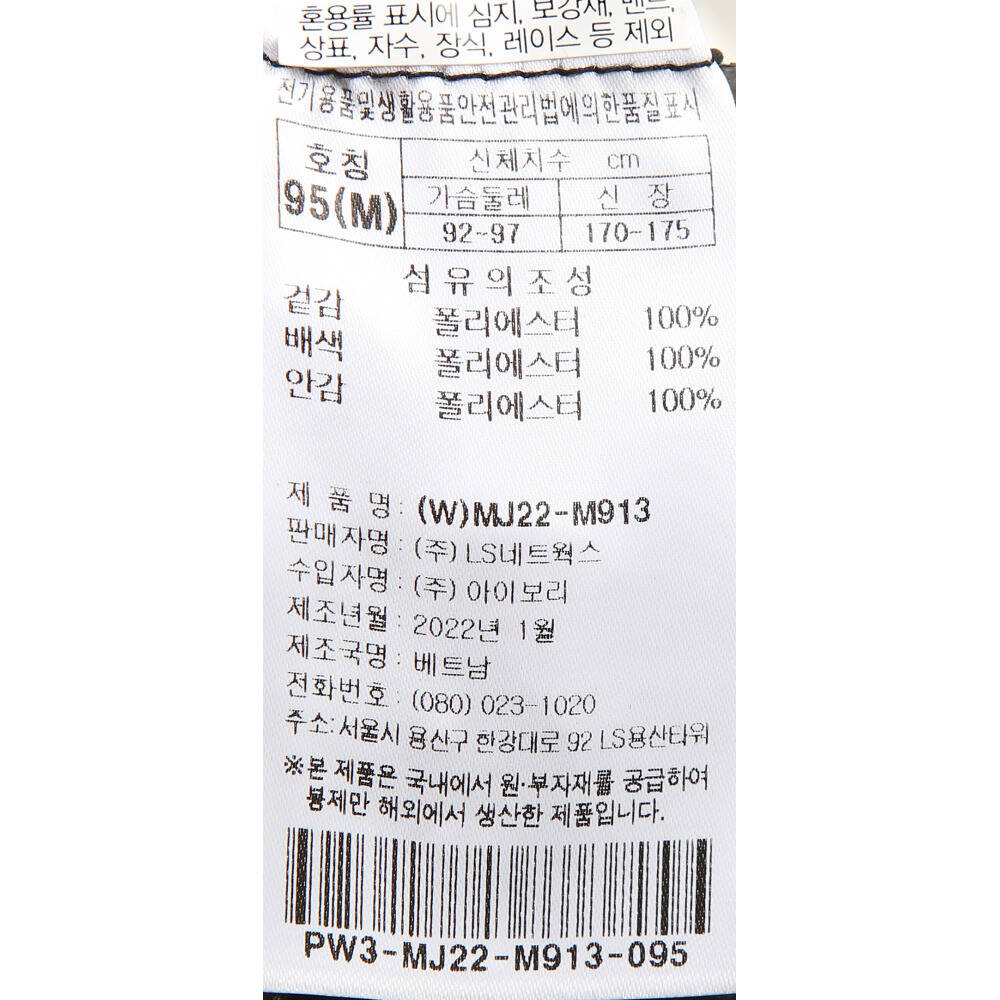 혼용률 표시에 심지, 보강재, 밴드,
상표, 자수, 장식, 레이스 등 제외
전기용품및생활용품안전관리법에의한품질표시
호칭 신체치수 cm
95(M) 가슴둘레 신 장
92~97 170-175
섬 유 의 조 성
겉감 폴리에스터 100%
배색 폴리에스터 100%
안감 폴리에스터 100%
제 품 명 : (W)MJ22-M913
판매자명 : (주) LS네트웍스
수입자명 : (주) 아이보리
제조년월 : 2022년 1월
제조국명 : 베트남
전화번호 : (080) 023-1020
주소: 서울시 용산구 한강대로 92 LS용산타워
※본 제품은 국내에서 원·부자재를 공급하여
봉제만 해외에서 생산한 제품입니다.
PW3-MJ22-M913-095